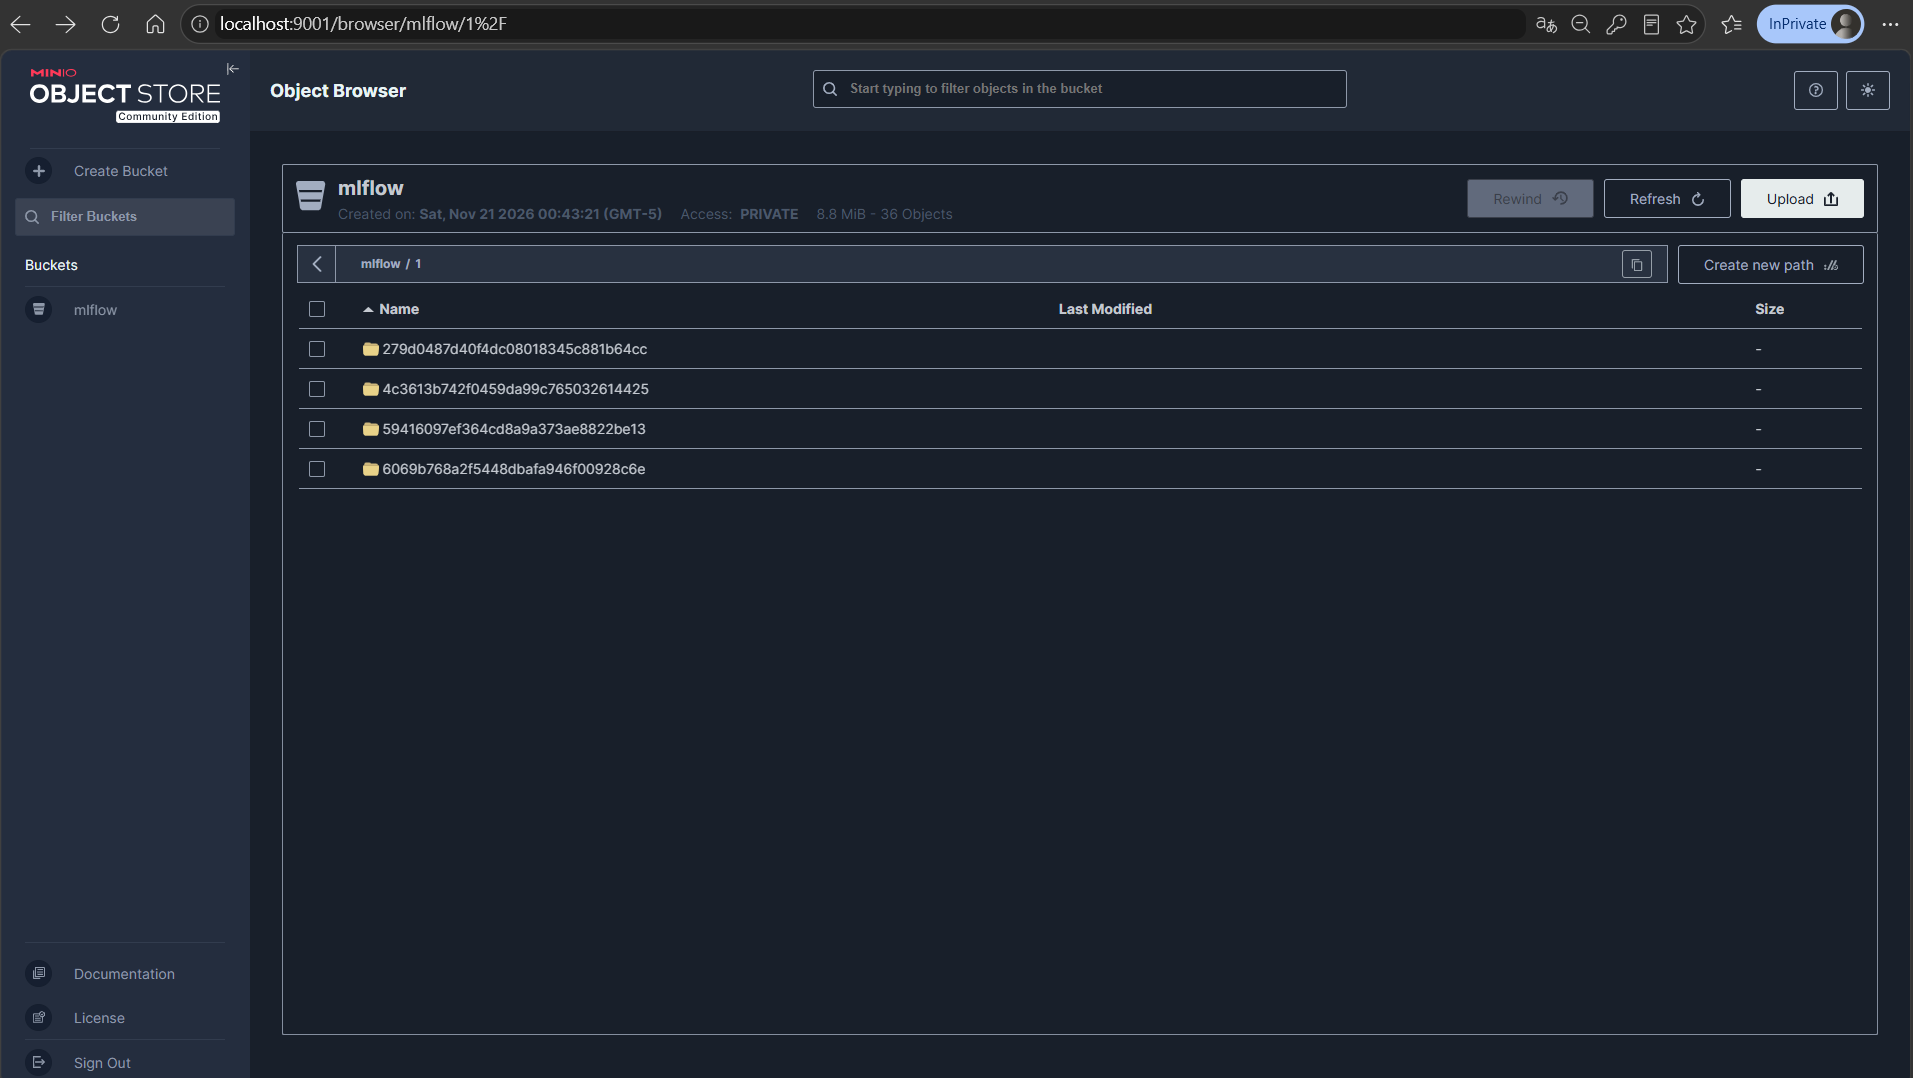 localhost:9001/browser/mlflow/1%2F
InPrivate
MINIO
OBJECT STORE
Community Edition
Object Browser
Start typing to filter objects in the bucket
Create Bucket
Filter Buckets
Buckets
mlflow
mlflow
Created on: Sat, Nov 21 2026 00:43:21 (GMT-5) Access: PRIVATE 8.8 MiB - 36 Objects
Rewind
Refresh
Upload
mlflow / 1
Create new path
Name Last Modified Size
279d0487d40f4dc08018345c881b64cc -
4c3613b742f0459da99c765032614425 -
59416097ef364cd8a9a373ae8822be13 -
6069b768a2f5448dbafa946f00928c6e -
Documentation
License
Sign Out